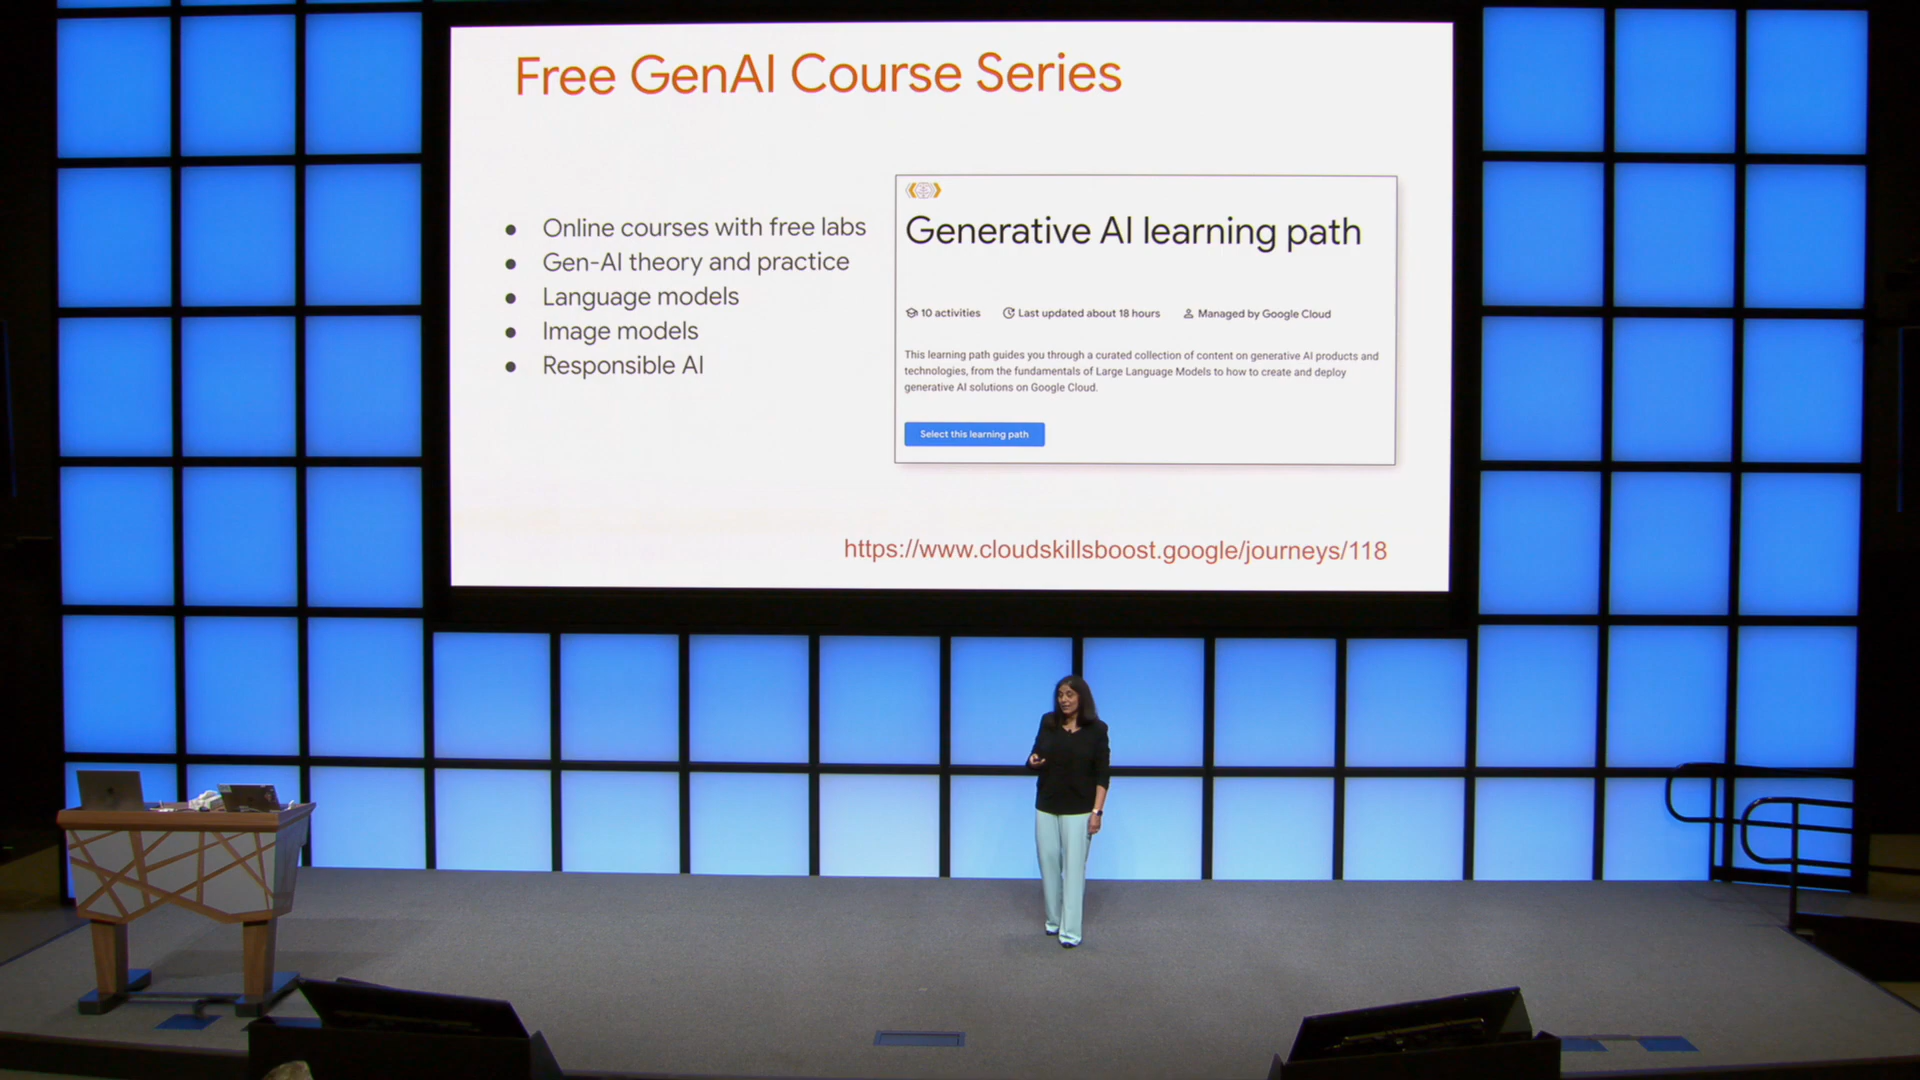 Free GenAI Course Series
● Online courses with free labs
● Gen-AI theory and practice
● Language models
● Image models
● Responsible AI
Generative AI learning path
10 activities Last updated about 18 hours Managed by Google Cloud
This learning path guides you through a curated collection of content on generative AI products and
technologies, from the fundamentals of Large Language Models to how to create and deploy
generative AI solutions on Google Cloud.
Select this learning path
https://www.cloudskillsboost.google/journeys/118